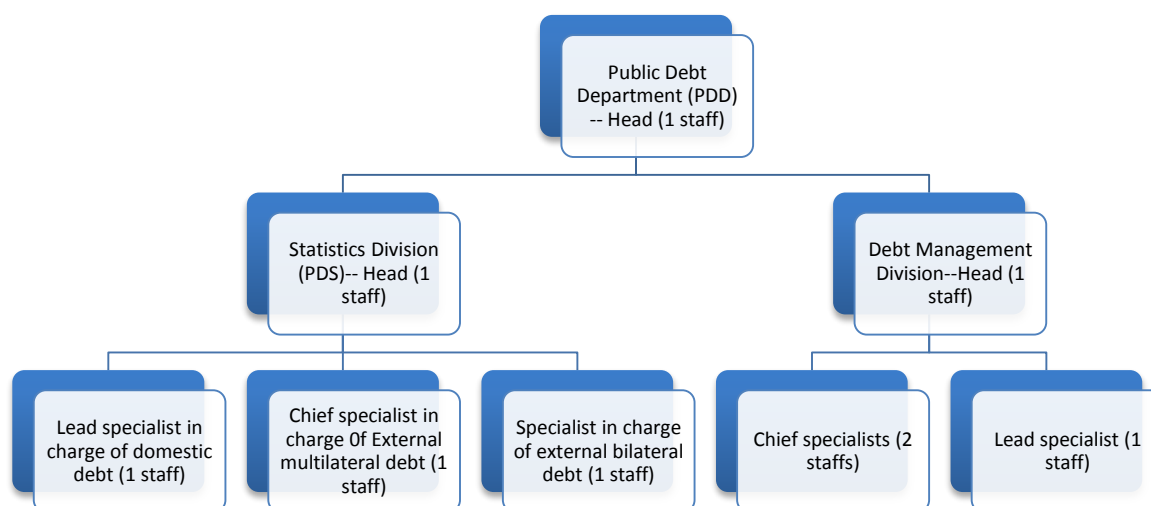 Public Debt
Department (PDD)
-- Head (1 staff)
Statistics Division
(PDS)-- Head (1
staff)
Debt Management
Division--Head (1
staff)
Lead specialist in
charge of domestic
debt (1 staff)
Chief specialist in
charge 0f External
multilateral debt (1
staff)
Specialist in charge
of external bilateral
debt (1 staff)
Chief specialists (2
staffs)
Lead specialist (1
staff)